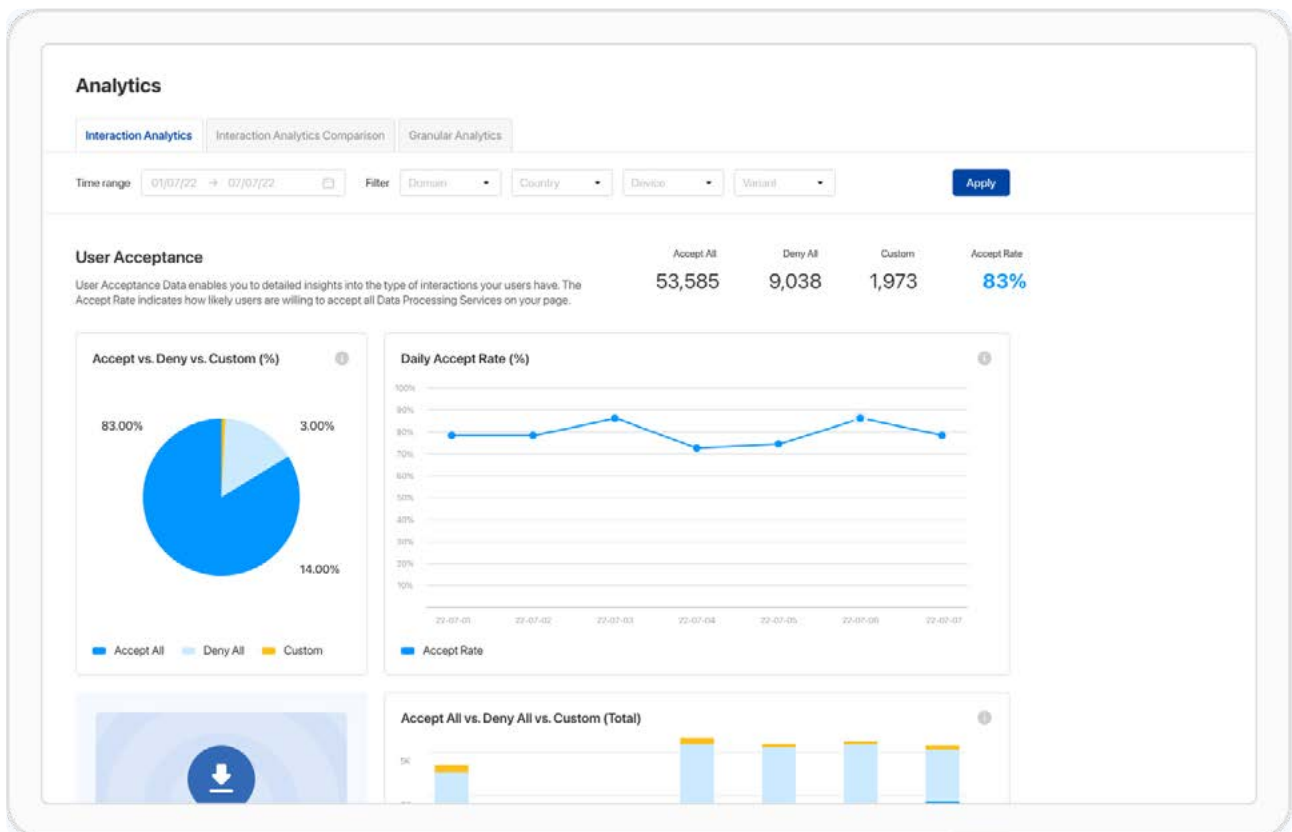 Analytics
Interaction Analytics Interaction Analytics Comparison Granular Analytics
Time range 01/07/22 → 07/07/22 Filter Domain Country Device Variant Apply
User Acceptance
User Acceptance Data enables you to detailed insights into the type of interactions your users have. The
Accept Rate indicates how likely users are willing to accept all Data Processing Services on your page.
Accept All Deny All Custom Accept Rate
53,585 9,038 1,973 83%
Accept vs. Deny vs. Custom (%)
83.00% 3.00%
14.00%
Accept All Deny All Custom
Daily Accept Rate (%)
100%
90%
80%
70%
60%
50%
40%
30%
20%
10%
22-07-01 22-07-02 22-07-03 22-07-04 22-07-05 22-07-06 22-07-07
Accept Rate
Accept All vs. Deny All vs. Custom (Total)
5K